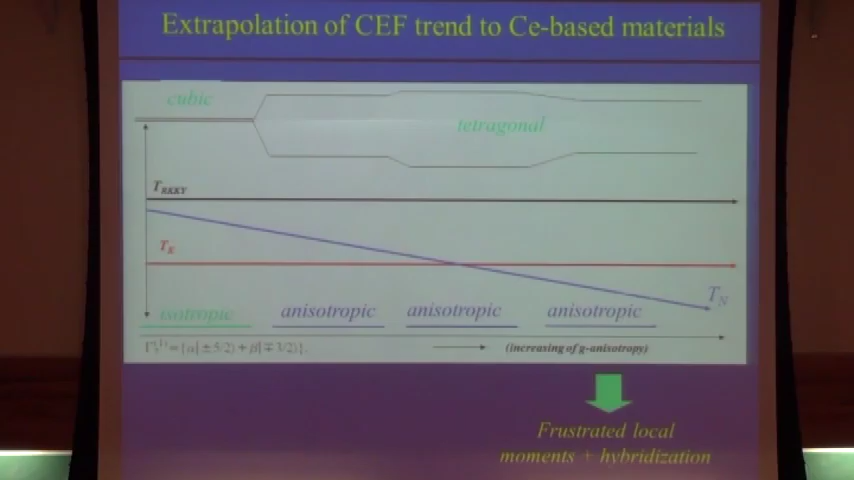 Extrapolation of CEF trend to Ce-based materials
cubic
tetragonal
T_RKKY
T_K
T_N
isotropic anisotropic anisotropic anisotropic
(increasing of g-anisotropy)
Frustrated local
moments + hybridization